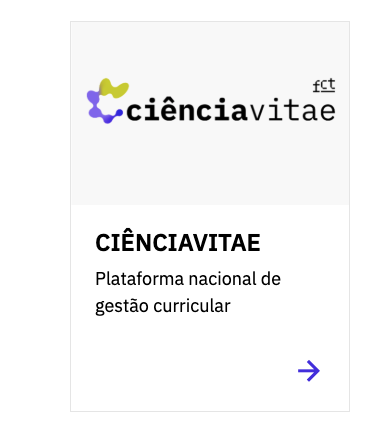 fct
ciênciavitae
CIÊNCIAVITAE
Plataforma nacional de
gestão curricular